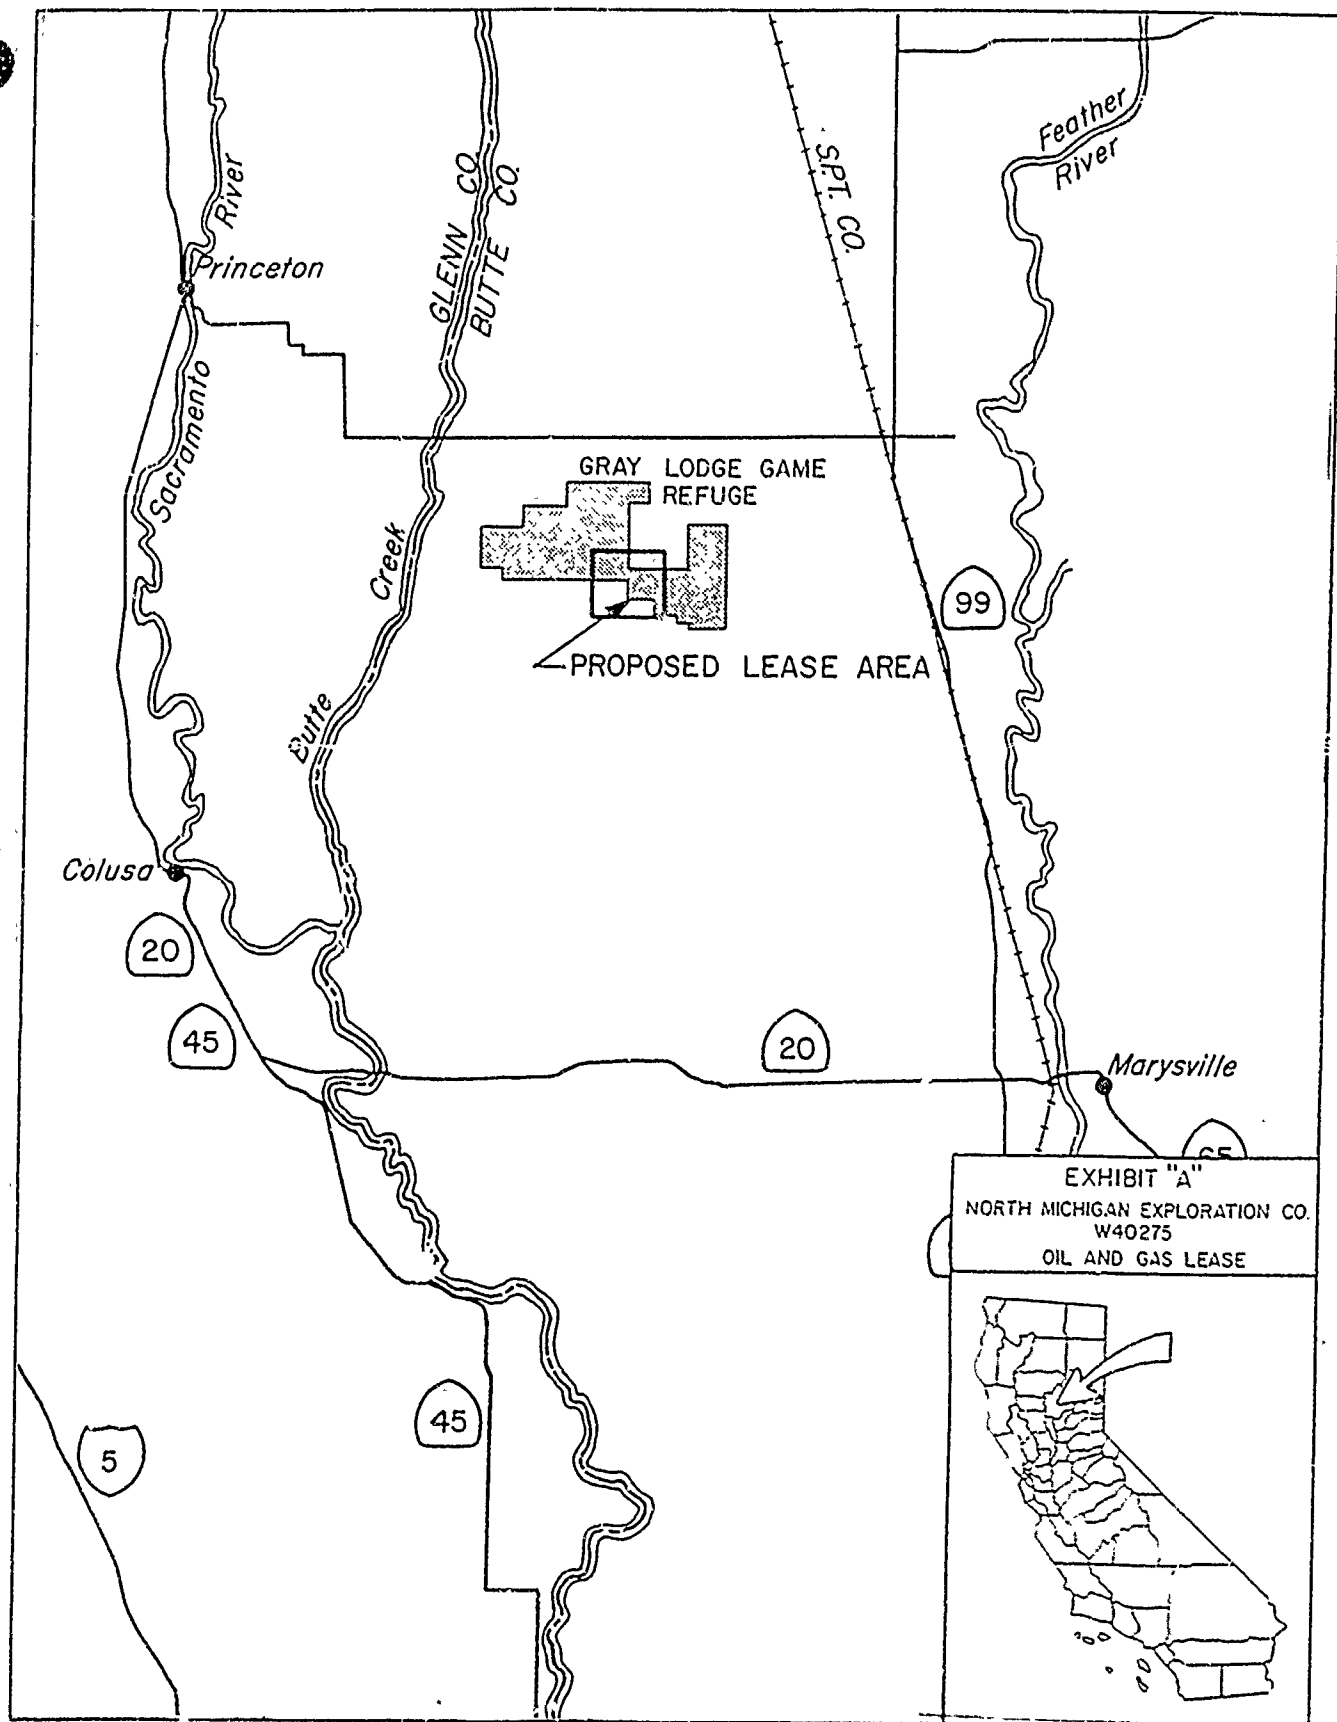 Feather
River
S.P.T. CO.
River
GLENN CO.
BUTTE CO.
Princeton
Sacramento
GRAY LODGE GAME
REFUGE
Creek
99
PROPOSED LEASE AREA
Butte
Colusa
20
45
20
Marysville
65
EXHIBIT "A"
NORTH MICHIGAN EXPLORATION CO.
W40275
OIL AND GAS LEASE
45
5